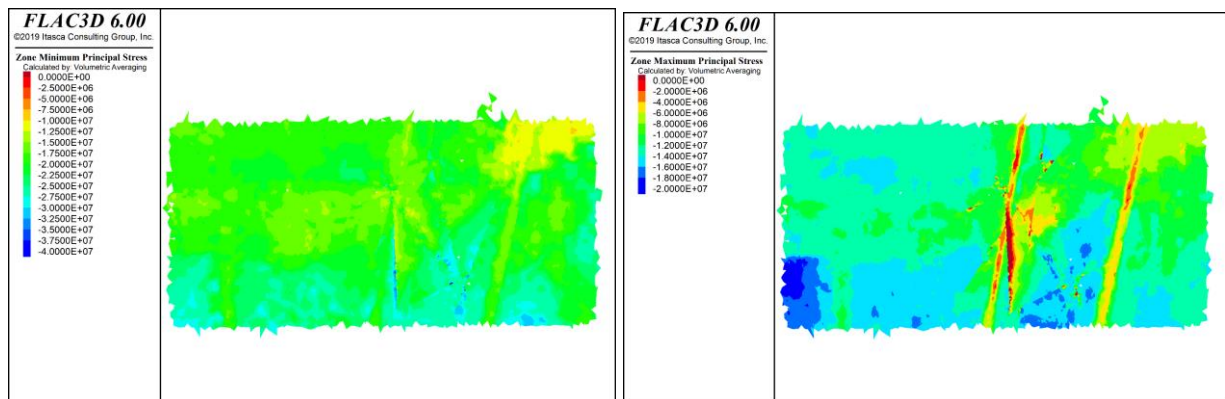 FLAC3D 6.00
©2019 Itasca Consulting Group, Inc.
Zone Minimum Principal Stress
Calculated by: Volumetric Averaging
0.0000E+00
-2.5000E+06
-5.0000E+06
-7.5000E+06
-1.0000E+07
-1.2500E+07
-1.5000E+07
-1.7500E+07
-2.0000E+07
-2.2500E+07
-2.5000E+07
-2.7500E+07
-3.0000E+07
-3.2500E+07
-3.5000E+07
-3.7500E+07
-4.0000E+07
FLAC3D 6.00
©2019 Itasca Consulting Group, Inc.
Zone Maximum Principal Stress
Calculated by: Volumetric Averaging
0.0000E+00
-2.0000E+06
-4.0000E+06
-6.0000E+06
-8.0000E+06
-1.0000E+07
-1.2000E+07
-1.4000E+07
-1.6000E+07
-1.8000E+07
-2.0000E+07